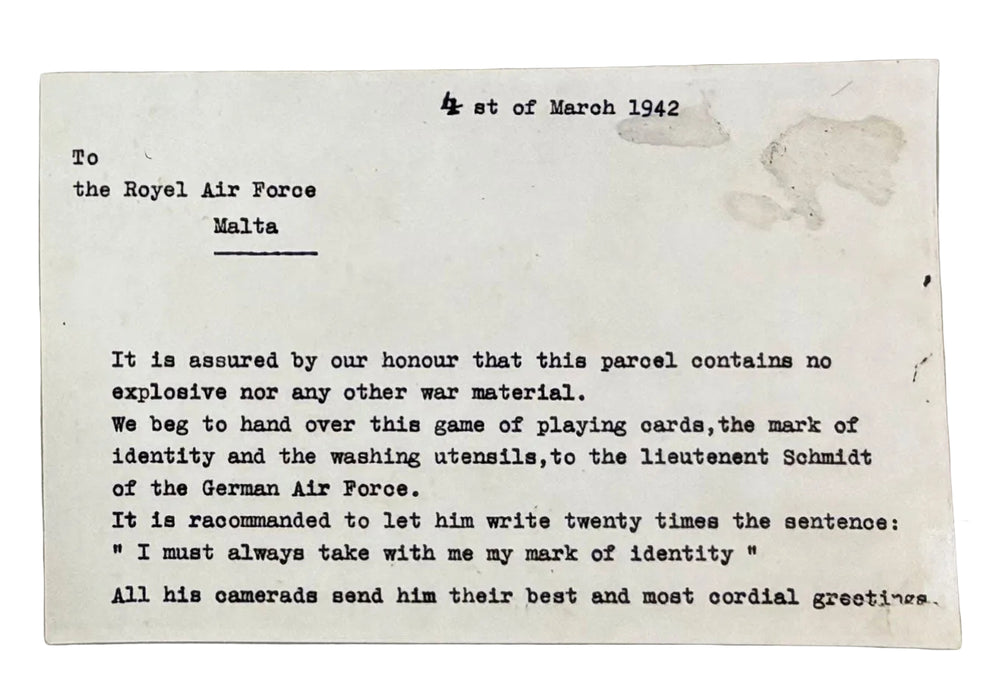 4 st of March 1942
To
the Royel Air Force
Malta
It is assured by our honour that this parcel contains no
explosive nor any other war material.
We beg to hand over this game of playing cards,the mark of
identity and the washing utensils,to the lieutenent Schmidt
of the German Air Force.
It is racommanded to let him write twenty times the sentence:
" I must always take with me my mark of identity "
All his camerads send him their best and most cordial greetings.